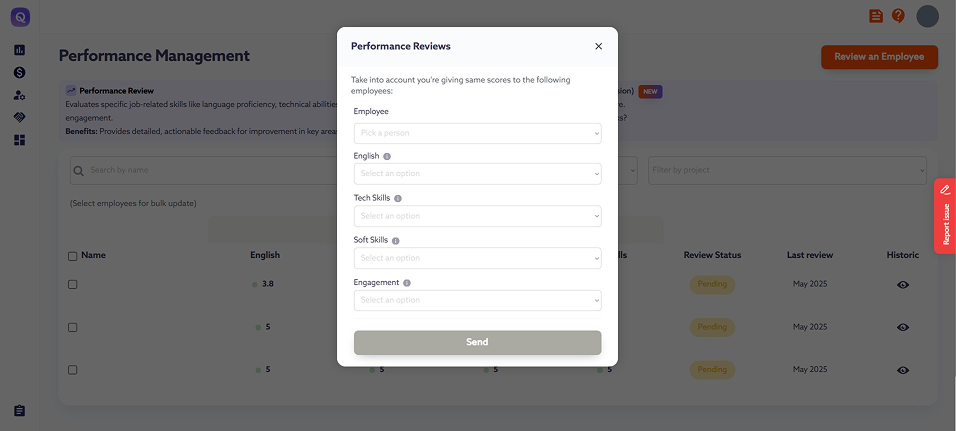 Q
Performance Management
Review an Employee
Performance Review
sion) NEW
Evaluates specific job-related skills like language proficiency, technical abilities
engagement.
Benefits: Provides detailed, actionable feedback for improvement in key areas
Search by name
Filter by project
(Select employees for bulk update)
Name English Review Status Last review Historic
3.8 Pending May 2025
5 Pending May 2025
5 5 5 5 Pending May 2025
Performance Reviews
Take into account you're giving same scores to the following
employees:
Employee
Pick a person
English
Select an option
Tech Skills
Select an option
Soft Skills
Select an option
Engagement
Select an option
Send
Report issue